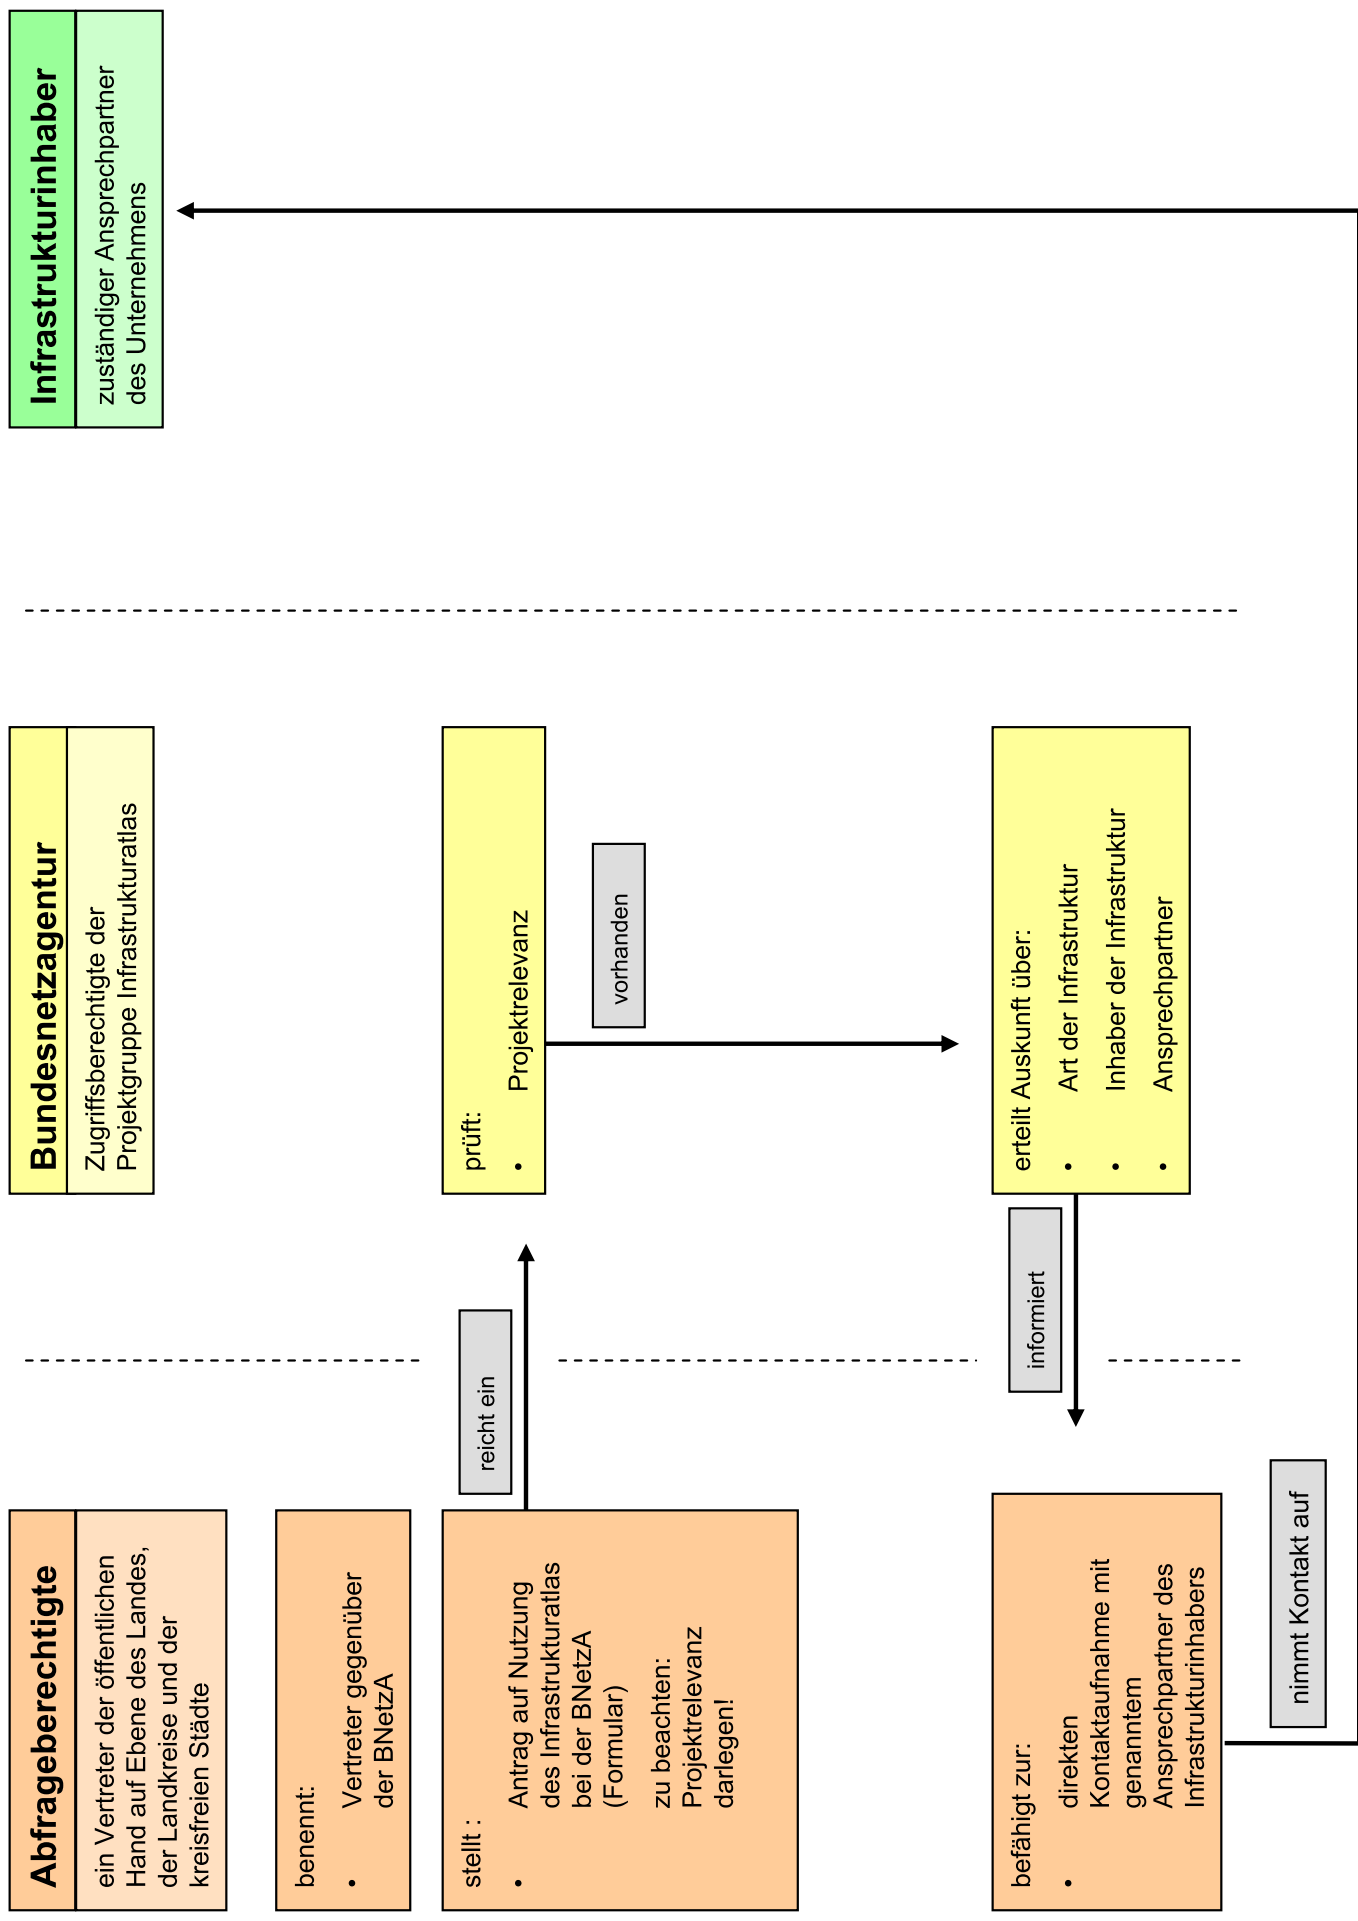 Abfrageberechtigte
ein Vertreter der öffentlichen
Hand auf Ebene des Landes,
der Landkreise und der
kreisfreien Städte
Bundesnetzagentur
Zugriffsberechtigte der
Projektgruppe Infrastrukturatlas
Infrastrukturinhaber
zuständiger Ansprechpartner
des Unternehmens
benennt:
• Vertreter gegenüber
der BNetzA
stellt :
• Antrag auf Nutzung
des Infrastrukturatlas
bei der BNetzA
(Formular)
zu beachten:
Projektrelevanz
darlegen!
reicht ein
prüft:
• Projektrelevanz
vorhanden
erteilt Auskunft über:
• Art der Infrastruktur
• Inhaber der Infrastruktur
• Ansprechpartner
informiert
befähigt zur:
• direkten
Kontaktaufnahme mit
genanntem
Ansprechpartner des
Infrastrukturinhabers
nimmt Kontakt auf